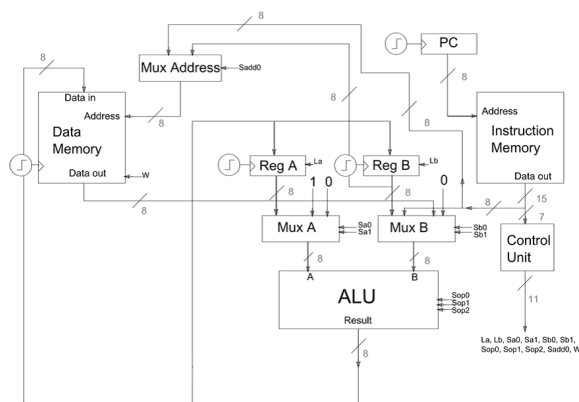 8
8
PC
8
Mux Address
Sadd0
8
8
8
8
Data in
Address
Data
Memory
Data out
W
8
Address
Instruction
Memory
Data out
Reg A
La
Reg B
Lb
8
1 0
8
0
8
15
7
Mux A
Sa0
Sa1
Mux B
Sb0
Sb1
Control
Unit
8
8
11
A
B
ALU
Sop0
Sop1
Sop2
Result
La, Lb, Sa0, Sa1, Sb0, Sb1,
Sop0, Sop1, Sop2, Sadd0, W
8